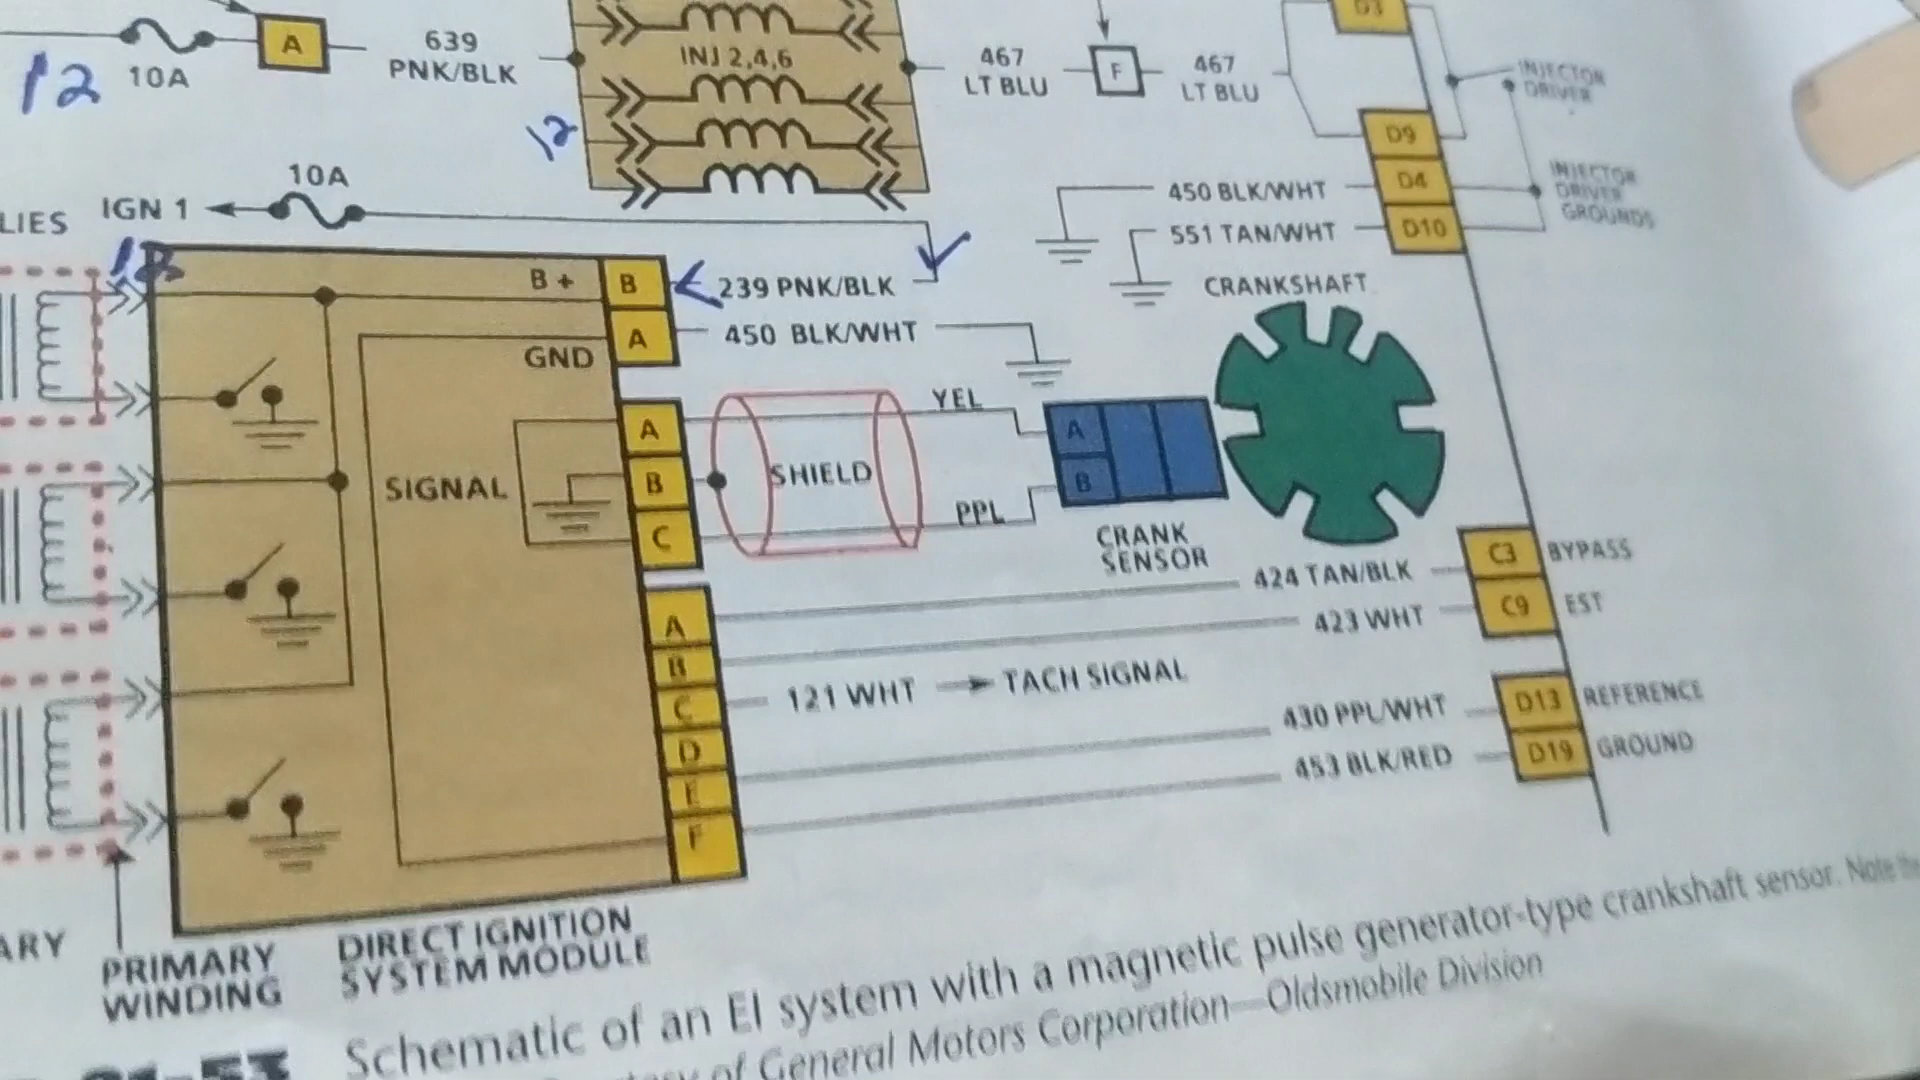 D3
A
639
PNK/BLK
10A
12
INJ 2,4,6
467
LT BLU
F
467
LT BLU
INJECTOR
DRIVER
12
D9
10A
IGN 1
LIES
450 BLK/WHT
D4
INJECTOR
DRIVER
GROUNDS
551 TAN/WHT
D10
CRANKSHAFT
B+
B
239 PNK/BLK
GND
A
450 BLK/WHT
YEL
A
A
SIGNAL
B
SHIELD
B
C
PPL
CRANK
SENSOR
424 TAN/BLK
C3
BYPASS
A
423 WHT
C9
EST
B
C
121 WHT
TACH SIGNAL
D
430 PPL/WHT
D13
REFERENCE
E
453 BLK/RED
D19
GROUND
F
ARY
PRIMARY
WINDING
DIRECT IGNITION
SYSTEM MODULE
Schematic of an EI system with a magnetic pulse generator-type crankshaft sensor. Note
of General Motors Corporation—Oldsmobile Division